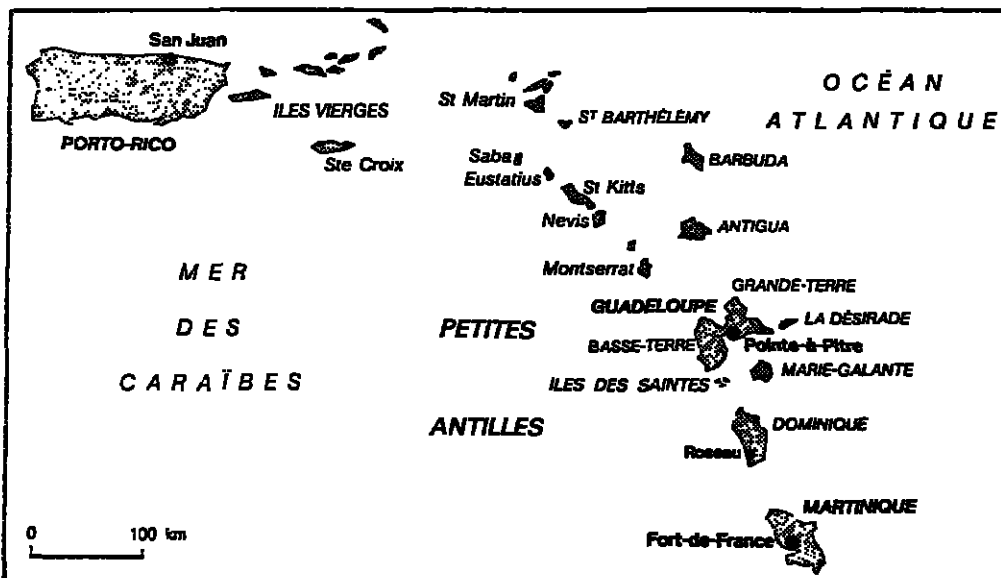 San Juan
PORTO-RICO
ILES VIERGES
Ste Croix
St Martin
ST BARTHÉLÉMY
Saba
Eustatius
St Kitts
Nevis
Montserrat
OCÉAN
ATLANTIQUE
BARBUDA
ANTIGUA
MER
DES
CARAÏBES
PETITES
ANTILLES
GRANDE-TERRE
GUADELOUPE
LA DÉSIRADE
BASSE-TERRE
Pointe-à-Pitre
MARIE-GALANTE
ILES DES SAINTES
DOMINIQUE
Roseau
MARTINIQUE
Fort-de-France
0 100 km